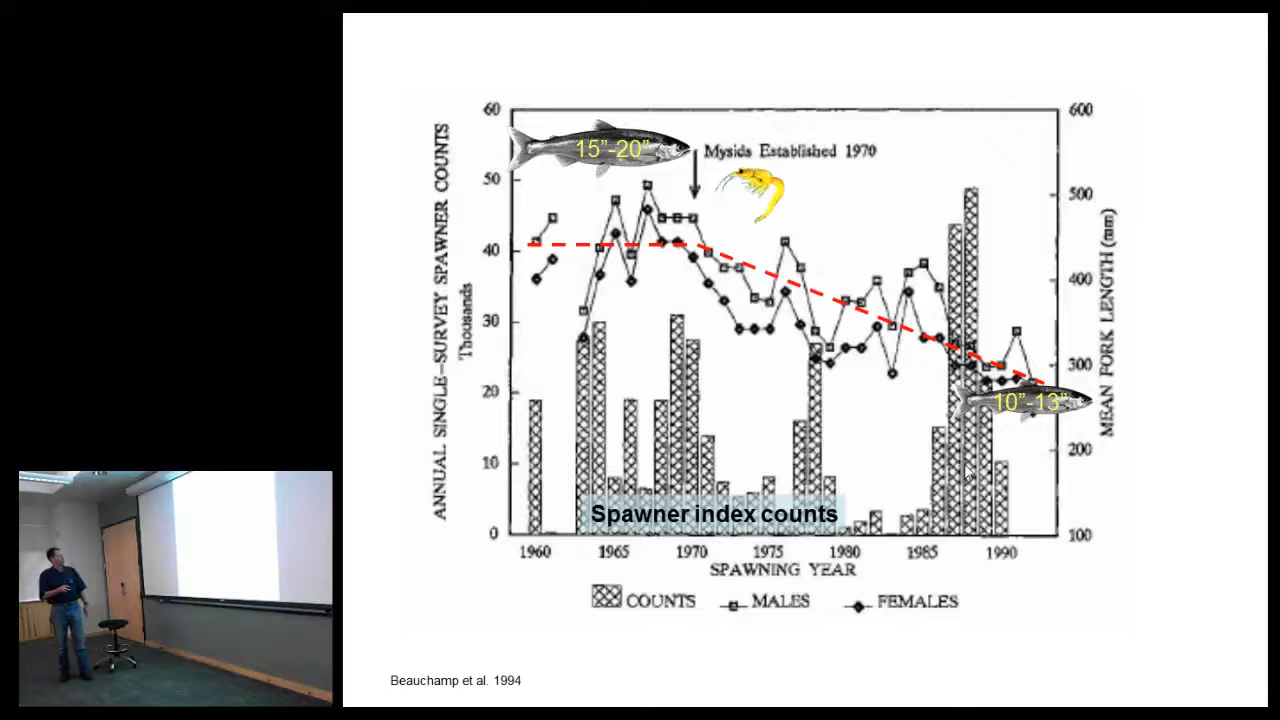 60
600
15”-20”
Mysids Established 1970
50
500
40
400
30
300
20
10”-13”
200
10
Spawner index counts
0
100
ANNUAL SINGLE-SURVEY SPAWNER COUNTS
Thousands
MEAN FORK LENGTH (mm)
1960 1965 1970 1975 1980 1985 1990
SPAWNING YEAR
COUNTS MALES FEMALES
Beauchamp et al. 1994